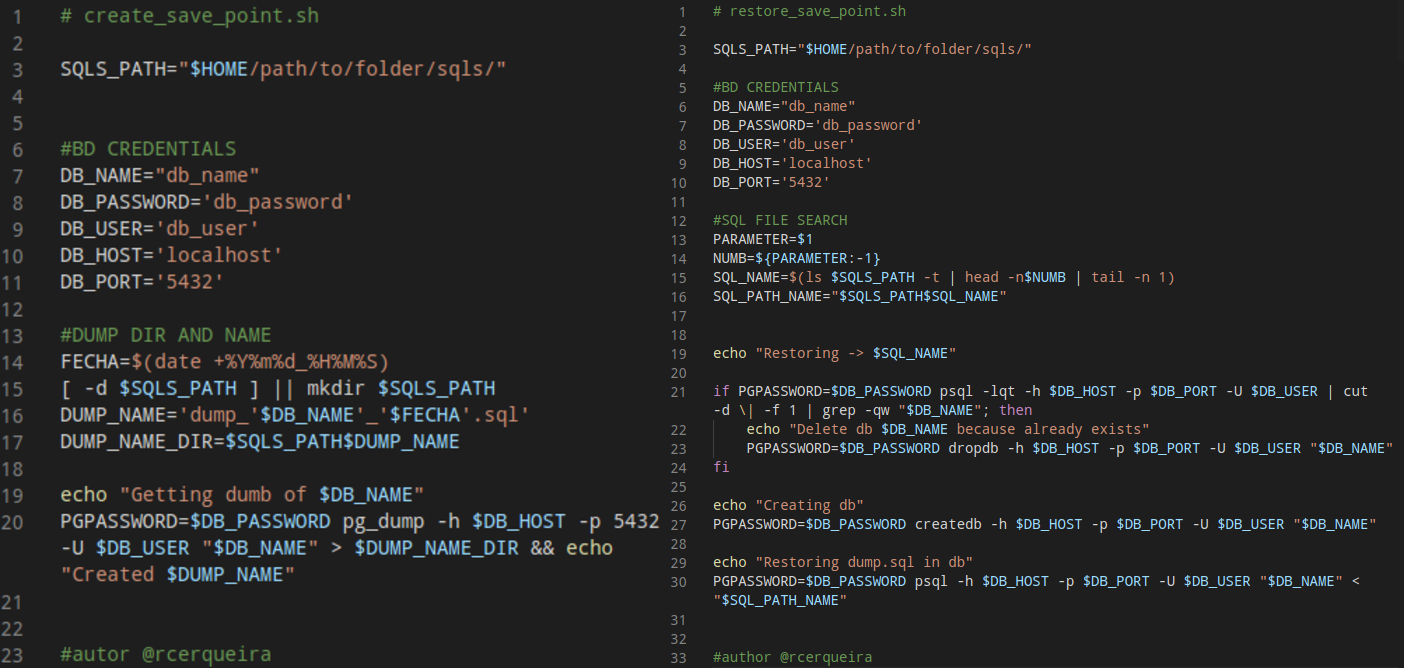 1 # create_save_point.sh
2
3 SQLS_PATH="$HOME/path/to/folder/sqls/"
4
5
6 #BD CREDENTIALS
7 DB_NAME="db_name"
8 DB_PASSWORD='db_password'
9 DB_USER='db_user'
10 DB_HOST='localhost'
11 DB_PORT='5432'
12
13 #DUMP DIR AND NAME
14 FECHA=$(date +%Y%m%d_%H%M%S)
15 [ -d $SQLS_PATH ] || mkdir $SQLS_PATH
16 DUMP_NAME='dump_'$DB_NAME'_'$FECHA'.sql'
17 DUMP_NAME_DIR=$SQLS_PATH$DUMP_NAME
18
19 echo "Getting dumb of $DB_NAME"
20 PGPASSWORD=$DB_PASSWORD pg_dump -h $DB_HOST -p 5432
-U $DB_USER "$DB_NAME" > $DUMP_NAME_DIR && echo
"Created $DUMP_NAME"
21
22
23 #autor @rcerqueira
1 # restore_save_point.sh
2
3 SQLS_PATH="$HOME/path/to/folder/sqls/"
4
5 #BD CREDENTIALS
6 DB_NAME="db_name"
7 DB_PASSWORD='db_password'
8 DB_USER='db_user'
9 DB_HOST='localhost'
10 DB_PORT='5432'
11
12 #SQL FILE SEARCH
13 PARAMETER=$1
14 NUMB=${PARAMETER:-1}
15 SQL_NAME=$(ls $SQLS_PATH -t | head -n$NUMB | tail -n 1)
16 SQL_PATH_NAME="$SQLS_PATH$SQL_NAME"
17
18
19 echo "Restoring -> $SQL_NAME"
20
21 if PGPASSWORD=$DB_PASSWORD psql -lqt -h $DB_HOST -p $DB_PORT -U $DB_USER | cut
-d \| -f 1 | grep -qw "$DB_NAME"; then
22 echo "Delete db $DB_NAME because already exists"
23 PGPASSWORD=$DB_PASSWORD dropdb -h $DB_HOST -p $DB_PORT -U $DB_USER "$DB_NAME"
24 fi
25
26 echo "Creating db"
27 PGPASSWORD=$DB_PASSWORD createdb -h $DB_HOST -p $DB_PORT -U $DB_USER "$DB_NAME"
28
29 echo "Restoring dump.sql in db"
30 PGPASSWORD=$DB_PASSWORD psql -h $DB_HOST -p $DB_PORT -U $DB_USER "$DB_NAME" <
"$SQL_PATH_NAME"
31
32
33 #author @rcerqueira